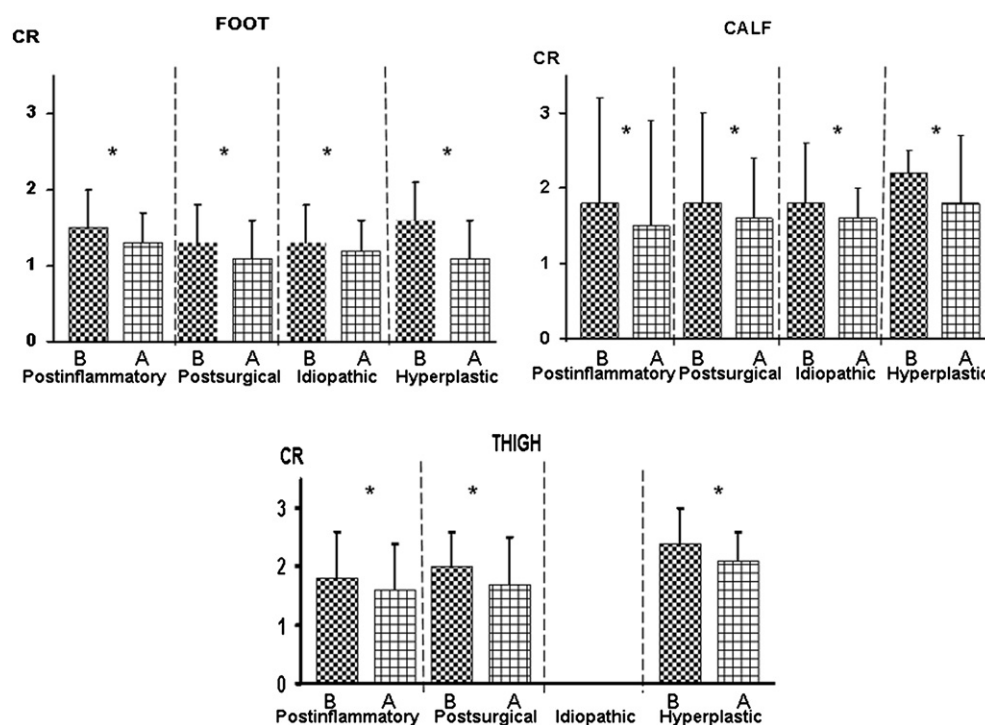 FOOT
CR
3
* * * *
2
1
0
B A B A B A B A
Postinflammatory Postsurgical Idiopathic Hyperplastic
CALF
CR
3
* * * *
2
1
0
B A B A B A B A
Postinflammatory Postsurgical Idiopathic Hyperplastic
THIGH
CR
3
* * *
2
1
0
B A B A B A
Postinflammatory Postsurgical Idiopathic Hyperplastic